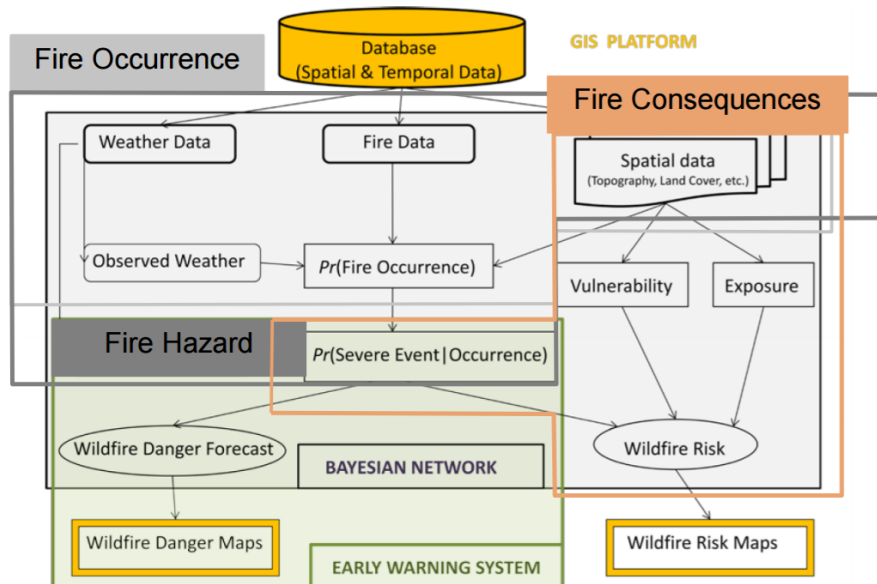 Database
(Spatial & Temporal Data)
GIS PLATFORM
Fire Occurrence
Fire Consequences
Weather Data
Fire Data
Spatial data
(Topography, Land Cover, etc.)
Observed Weather
Pr(Fire Occurrence)
Vulnerability
Exposure
Fire Hazard
Pr(Severe Event|Occurrence)
Wildfire Danger Forecast
Wildfire Risk
BAYESIAN NETWORK
Wildfire Danger Maps
Wildfire Risk Maps
EARLY WARNING SYSTEM